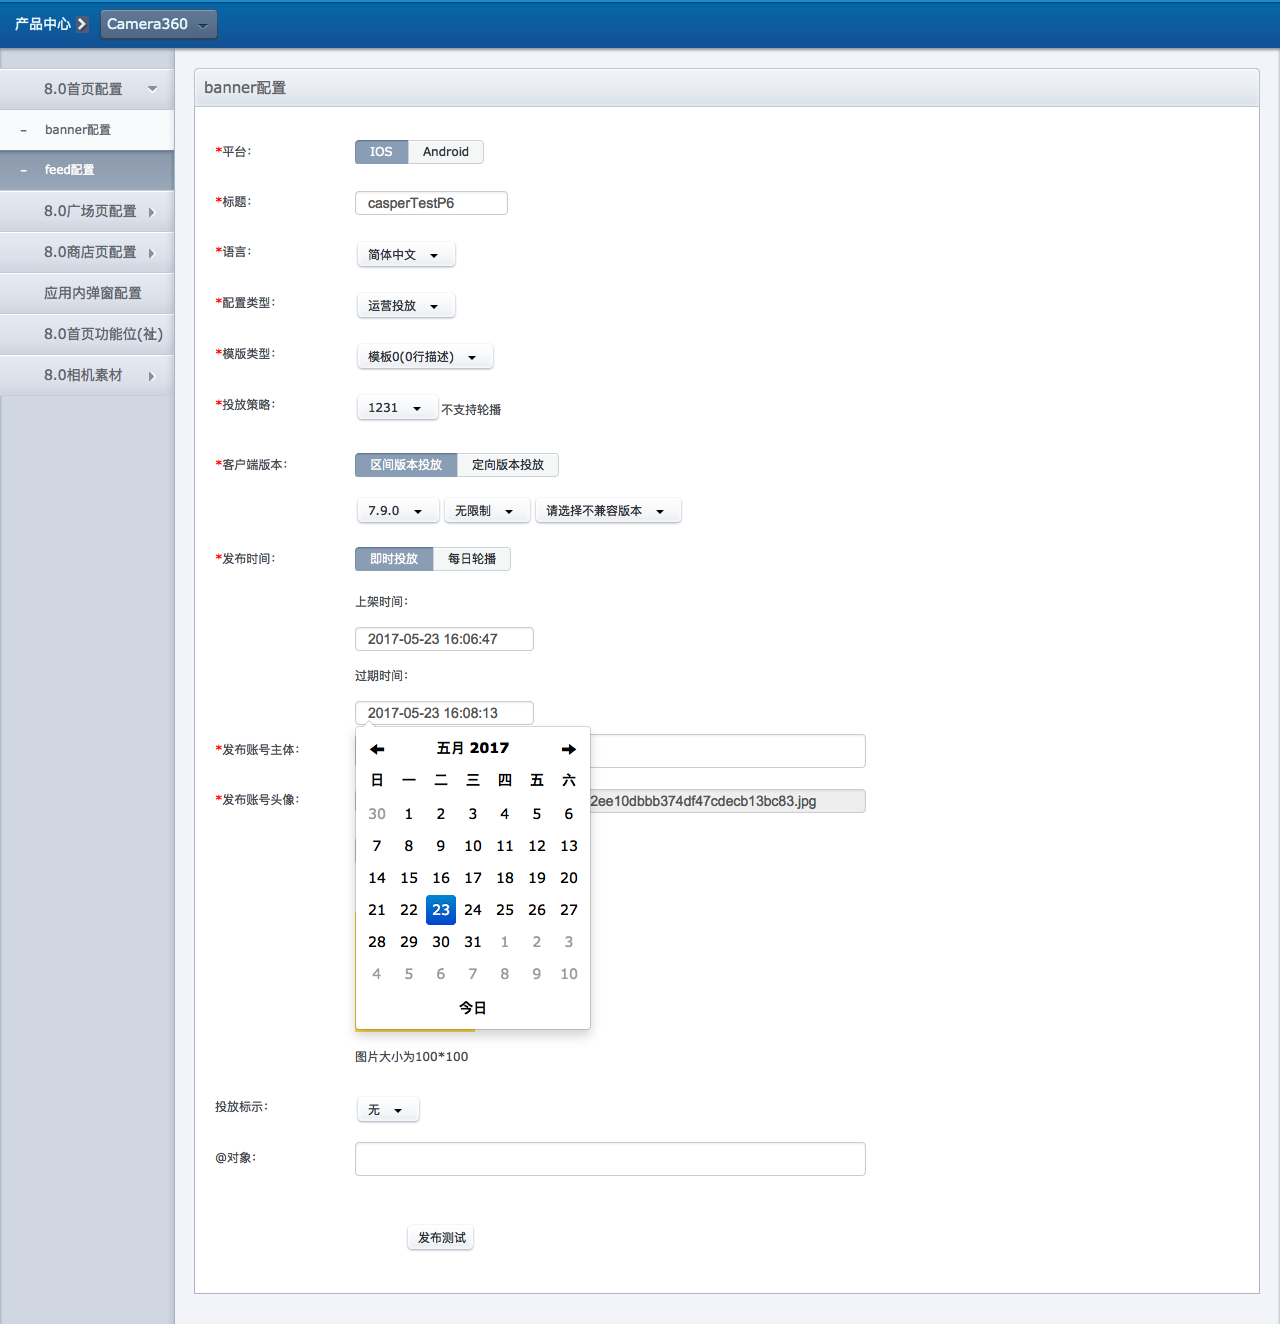 产品中心 Camera360
8.0首页配置
- banner配置
- feed配置
8.0广场页配置
8.0商店页配置
应用内弹窗配置
8.0首页功能位(祉)
8.0相机素材
banner配置
*平台: IOS Android
*标题: casperTestP6
*语言: 简体中文
*配置类型: 运营投放
*模版类型: 模板0(0行描述)
*投放策略: 1231 不支持轮播
*客户端版本: 区间版本投放 定向版本投放
7.9.0 无限制 请选择不兼容版本
*发布时间: 即时投放 每日轮播
上架时间:
2017-05-23 16:06:47
过期时间:
2017-05-23 16:08:13
*发布账号主体:
*发布账号头像: 2ee10dbbb374df47cdecb13bc83.jpg
五月 2017
日 一 二 三 四 五 六
30 1 2 3 4 5 6
7 8 9 10 11 12 13
14 15 16 17 18 19 20
21 22 23 24 25 26 27
28 29 30 31 1 2 3
4 5 6 7 8 9 10
今日
图片大小为100*100
投放标示: 无
@对象:
发布测试